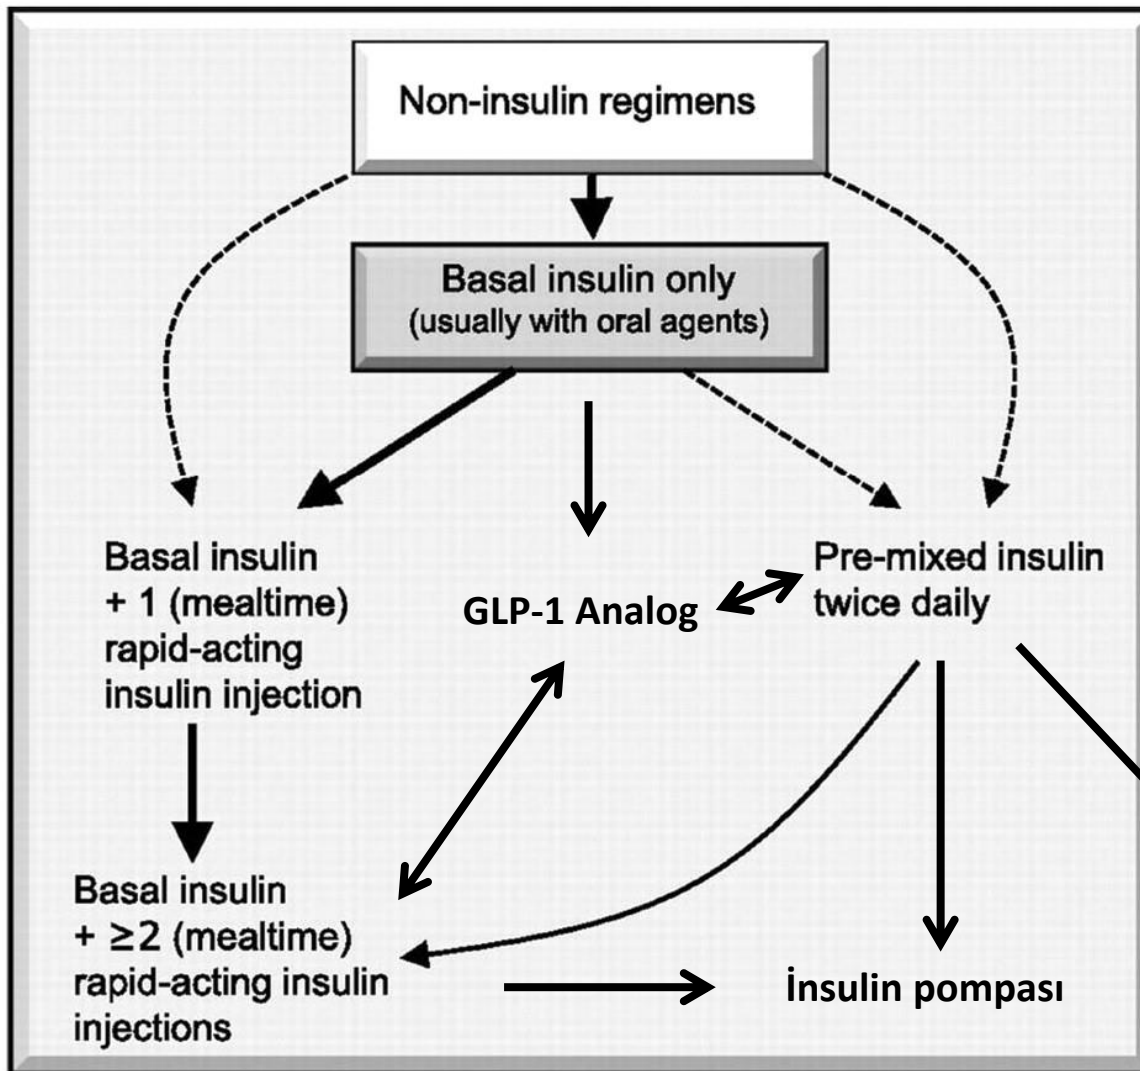 Non-insulin regimens
Basal insulin only
(usually with oral agents)
Basal insulin
+ 1 (mealtime)
rapid-acting
insulin injection
GLP-1 Analog
Pre-mixed insulin
twice daily
Basal insulin
+ ≥2 (mealtime)
rapid-acting insulin
injections
İnsulin pompası